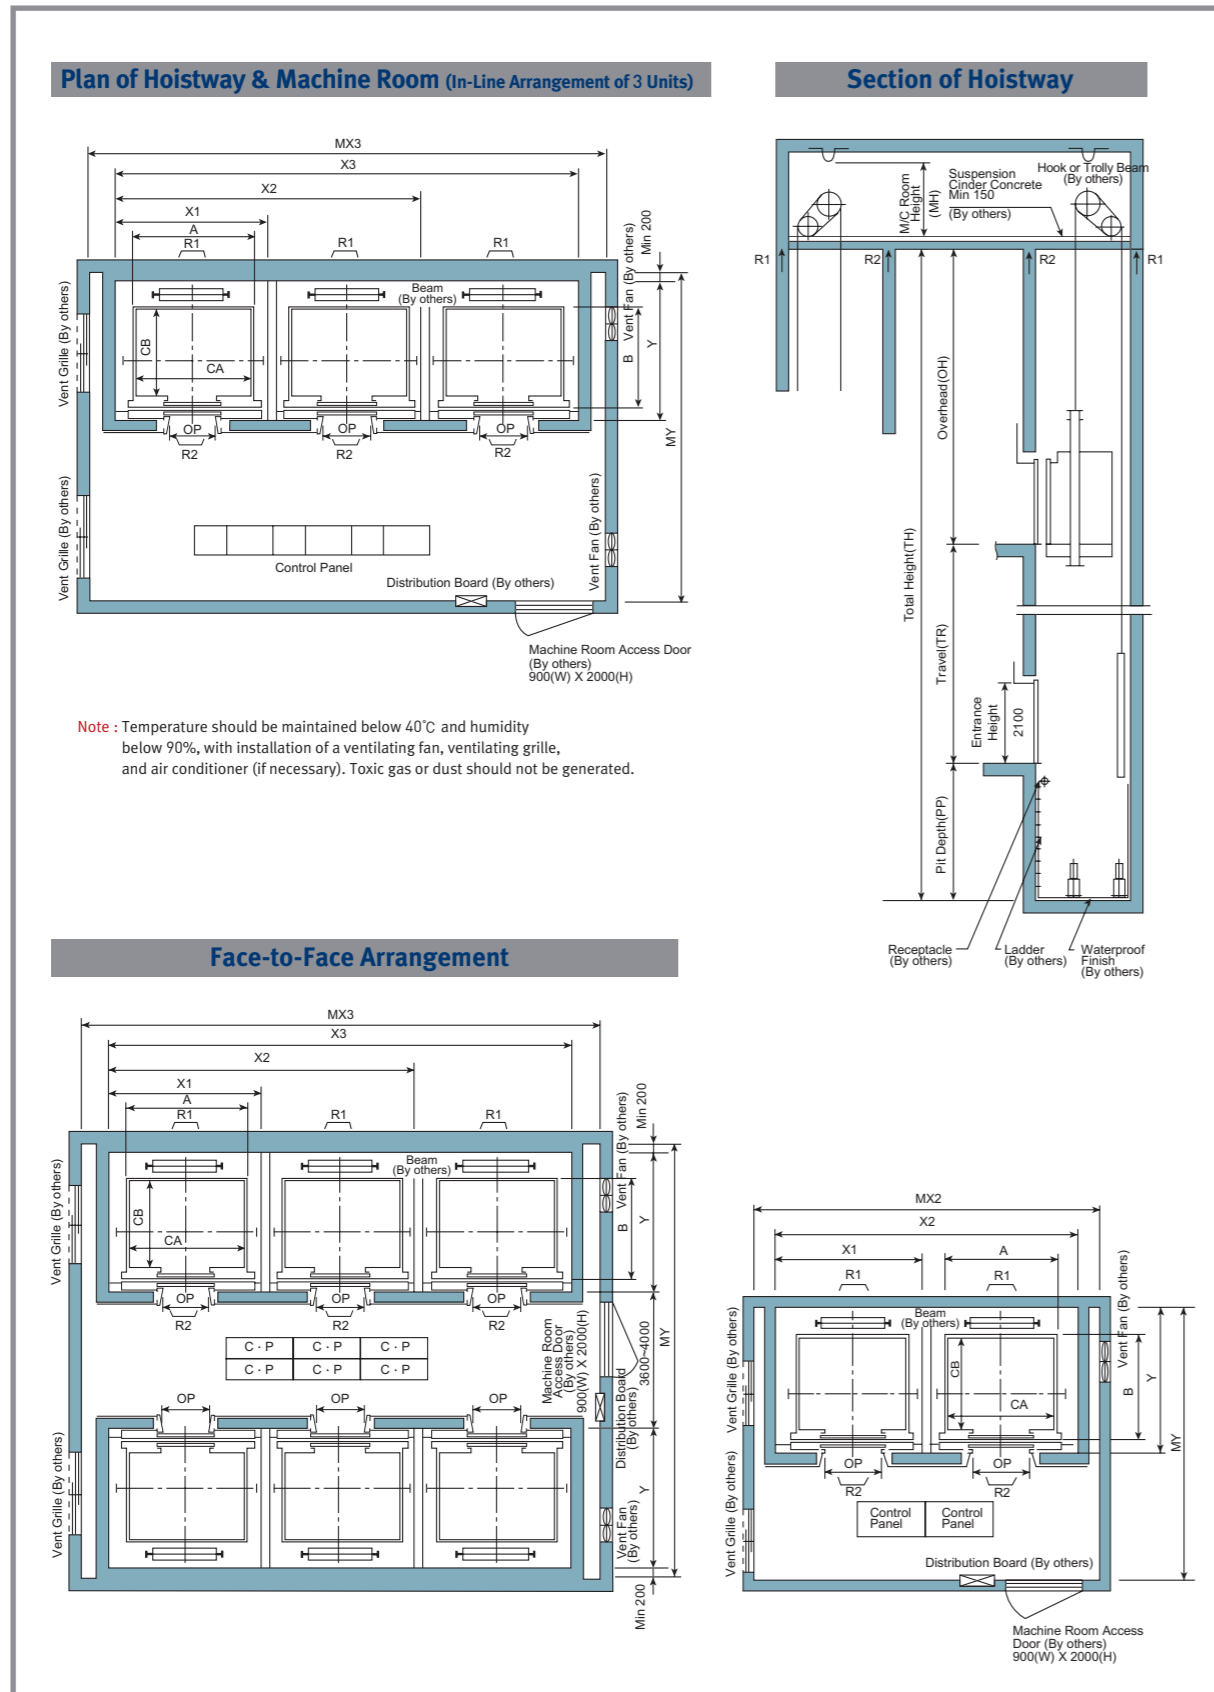 Plan of Hoistway & Machine Room (In-Line Arrangement of 3 Units)
MX3
X3
X2
X1
A
R1
R1
R1
Min 200
Vent Fan (By others)
Beam
(By others)
Vent Grille (By others)
CB
CA
B
Y
MY
OP
OP
OP
R2
R2
R2
Vent Grille (By others)
Vent Fan (By others)
Control Panel
Distribution Board (By others)
Machine Room Access Door
(By others)
900(W) X 2000(H)
Note : Temperature should be maintained below 40℃ and humidity
below 90%, with installation of a ventilating fan, ventilating grille,
and air conditioner (if necessary). Toxic gas or dust should not be generated.
Section of Hoistway
M/C Room
Height
(MH)
Suspension
Cinder Concrete
Min 150
(By others)
Hook or Trolly Beam
(By others)
R1
R2
R2
R1
Overhead(OH)
Total Height(TH)
Travel(TR)
Entrance
Height
2100
Pit Depth(PP)
Receptacle
(By others)
Ladder
(By others)
Waterproof
Finish
(By others)
Face-to-Face Arrangement
MX3
X3
X2
X1
A
R1
R1
R1
Min 200
Vent Fan (By others)
Beam
(By others)
Vent Grille (By others)
CB
CA
B
Y
OP
OP
OP
R2
R2
R2
MY
C · P
C · P
C · P
C · P
C · P
C · P
Machine Room
Access Door
(By others)
900(W) X 2000(H)
3600~4000
OP
OP
OP
Distribution Board
(By others)
Vent Grille (By others)
Y
Vent Fan
(By others)
Min 200
MX2
X2
X1
A
R1
R1
Vent Fan (By others)
Beam
(By others)
Vent Grille (By others)
CB
CA
B
Y
MY
OP
OP
R2
R2
Vent Grille (By others)
Control
Panel
Control
Panel
Distribution Board (By others)
Machine Room Access
Door (By others)
900(W) X 2000(H)